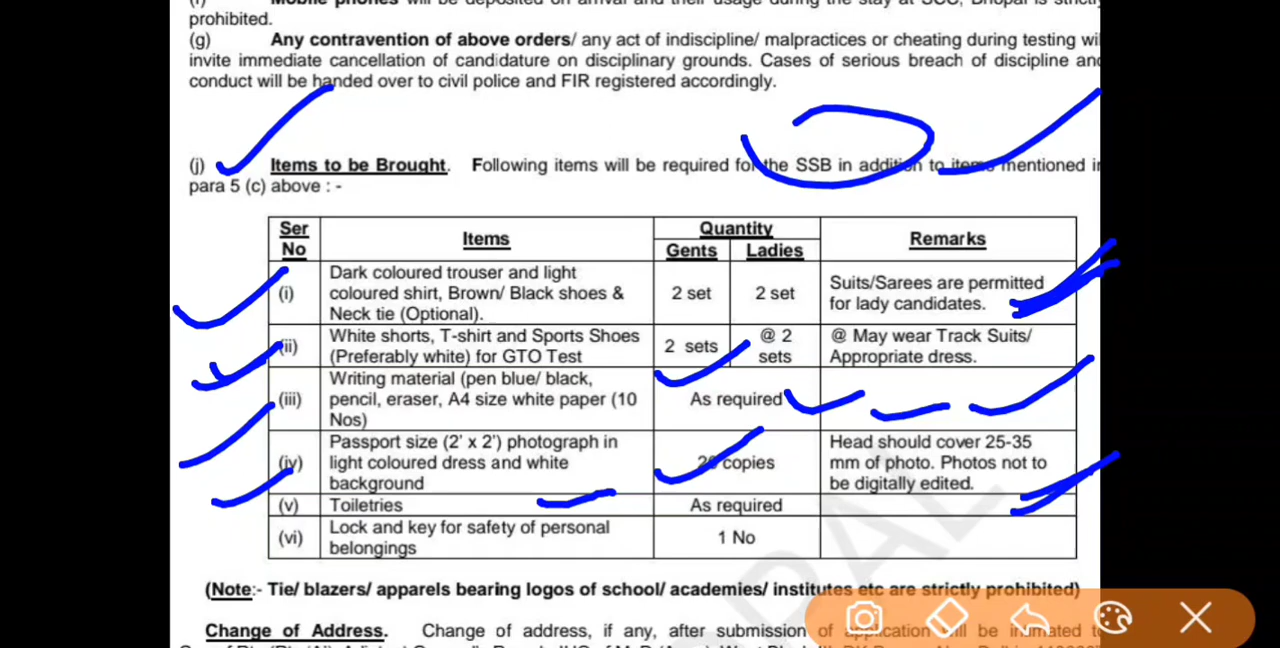 prohibited.
(g) Any contravention of above orders/ any act of indiscipline/ malpractices or cheating during testing wil
invite immediate cancellation of candidature on disciplinary grounds. Cases of serious breach of discipline and
conduct will be handed over to civil police and FIR registered accordingly.
(j) Items to be Brought. Following items will be required for the SSB in addition to items mentioned in
para 5 (c) above : -
Ser No Items Quantity Remarks
Gents Ladies
(i) Dark coloured trouser and light
coloured shirt, Brown/ Black shoes &
Neck tie (Optional).
2 set 2 set
Suits/Sarees are permitted
for lady candidates.
(ii) White shorts, T-shirt and Sports Shoes
(Preferably white) for GTO Test
2 sets
@ 2
sets
@ May wear Track Suits/
Appropriate dress.
(iii) Writing material (pen blue/ black,
pencil, eraser, A4 size white paper (10
Nos)
As required
(iv) Passport size (2' x 2') photograph in
light coloured dress and white
background
copies
Head should cover 25-35
mm of photo. Photos not to
be digitally edited.
(v) Toiletries As required
(vi) Lock and key for safety of personal
belongings
1 No
(Note:- Tie/ blazers/ apparels bearing logos of school/ academies/ institutes etc are strictly prohibited)
Change of Address. Change of address, if any, after submission of application will be